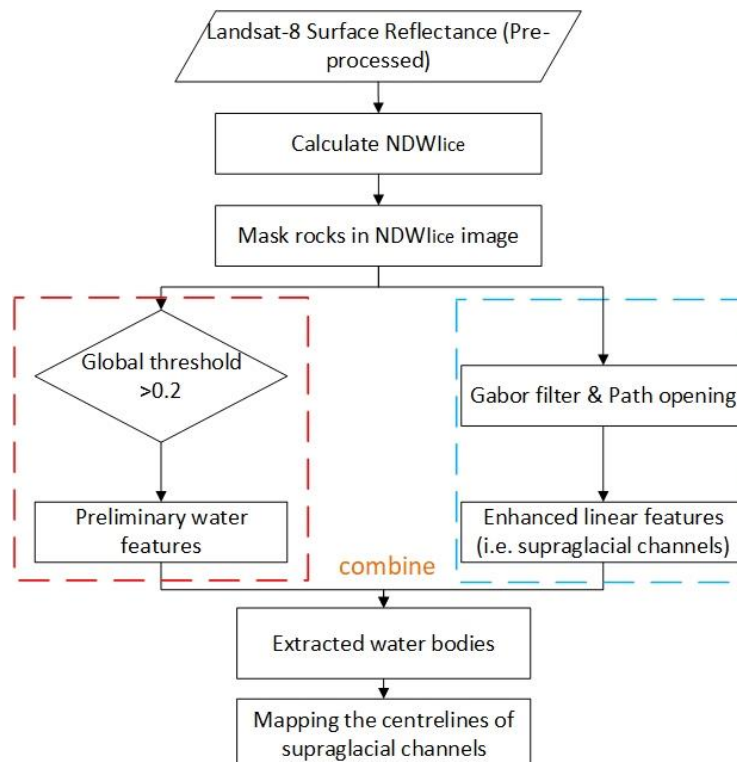 Landsat-8 Surface Reflectance (Pre-
processed)
Calculate NDWIice
Mask rocks in NDWIice image
Global threshold
>0.2
Gabor filter & Path opening
Preliminary water
features
Enhanced linear features
(i.e. supraglacial channels)
combine
Extracted water bodies
Mapping the centrelines of
supraglacial channels